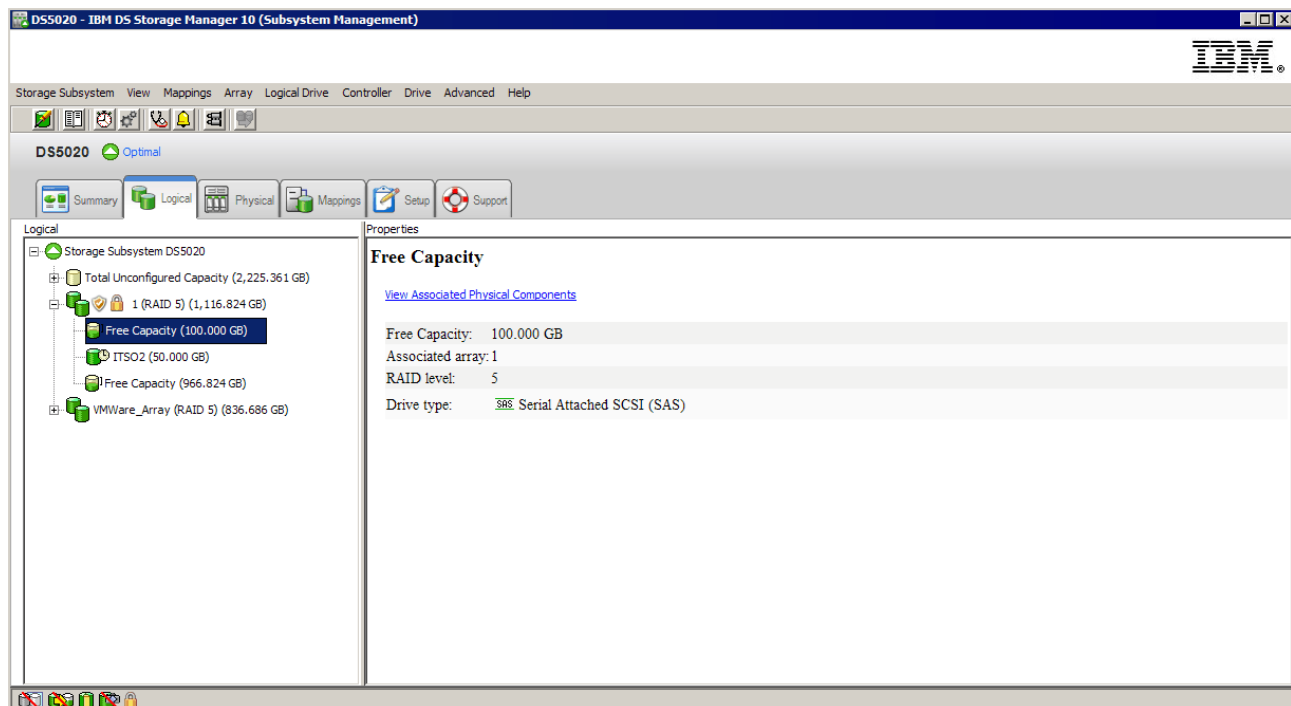 DS5020 - IBM DS Storage Manager 10 (Subsystem Management)
IBM®
Storage Subsystem View Mappings Array Logical Drive Controller Drive Advanced Help
DS5020 Optimal
Summary Logical Physical Mappings Setup Support
Logical
Properties
Storage Subsystem DS5020
Total Unconfigured Capacity (2,225.361 GB)
1 (RAID 5) (1,116.824 GB)
Free Capacity (100.000 GB)
ITSO2 (50.000 GB)
Free Capacity (966.824 GB)
VMWare_Array (RAID 5) (836.686 GB)
Free Capacity
View Associated Physical Components
Free Capacity: 100.000 GB
Associated array: 1
RAID level: 5
Drive type: SAS Serial Attached SCSI (SAS)